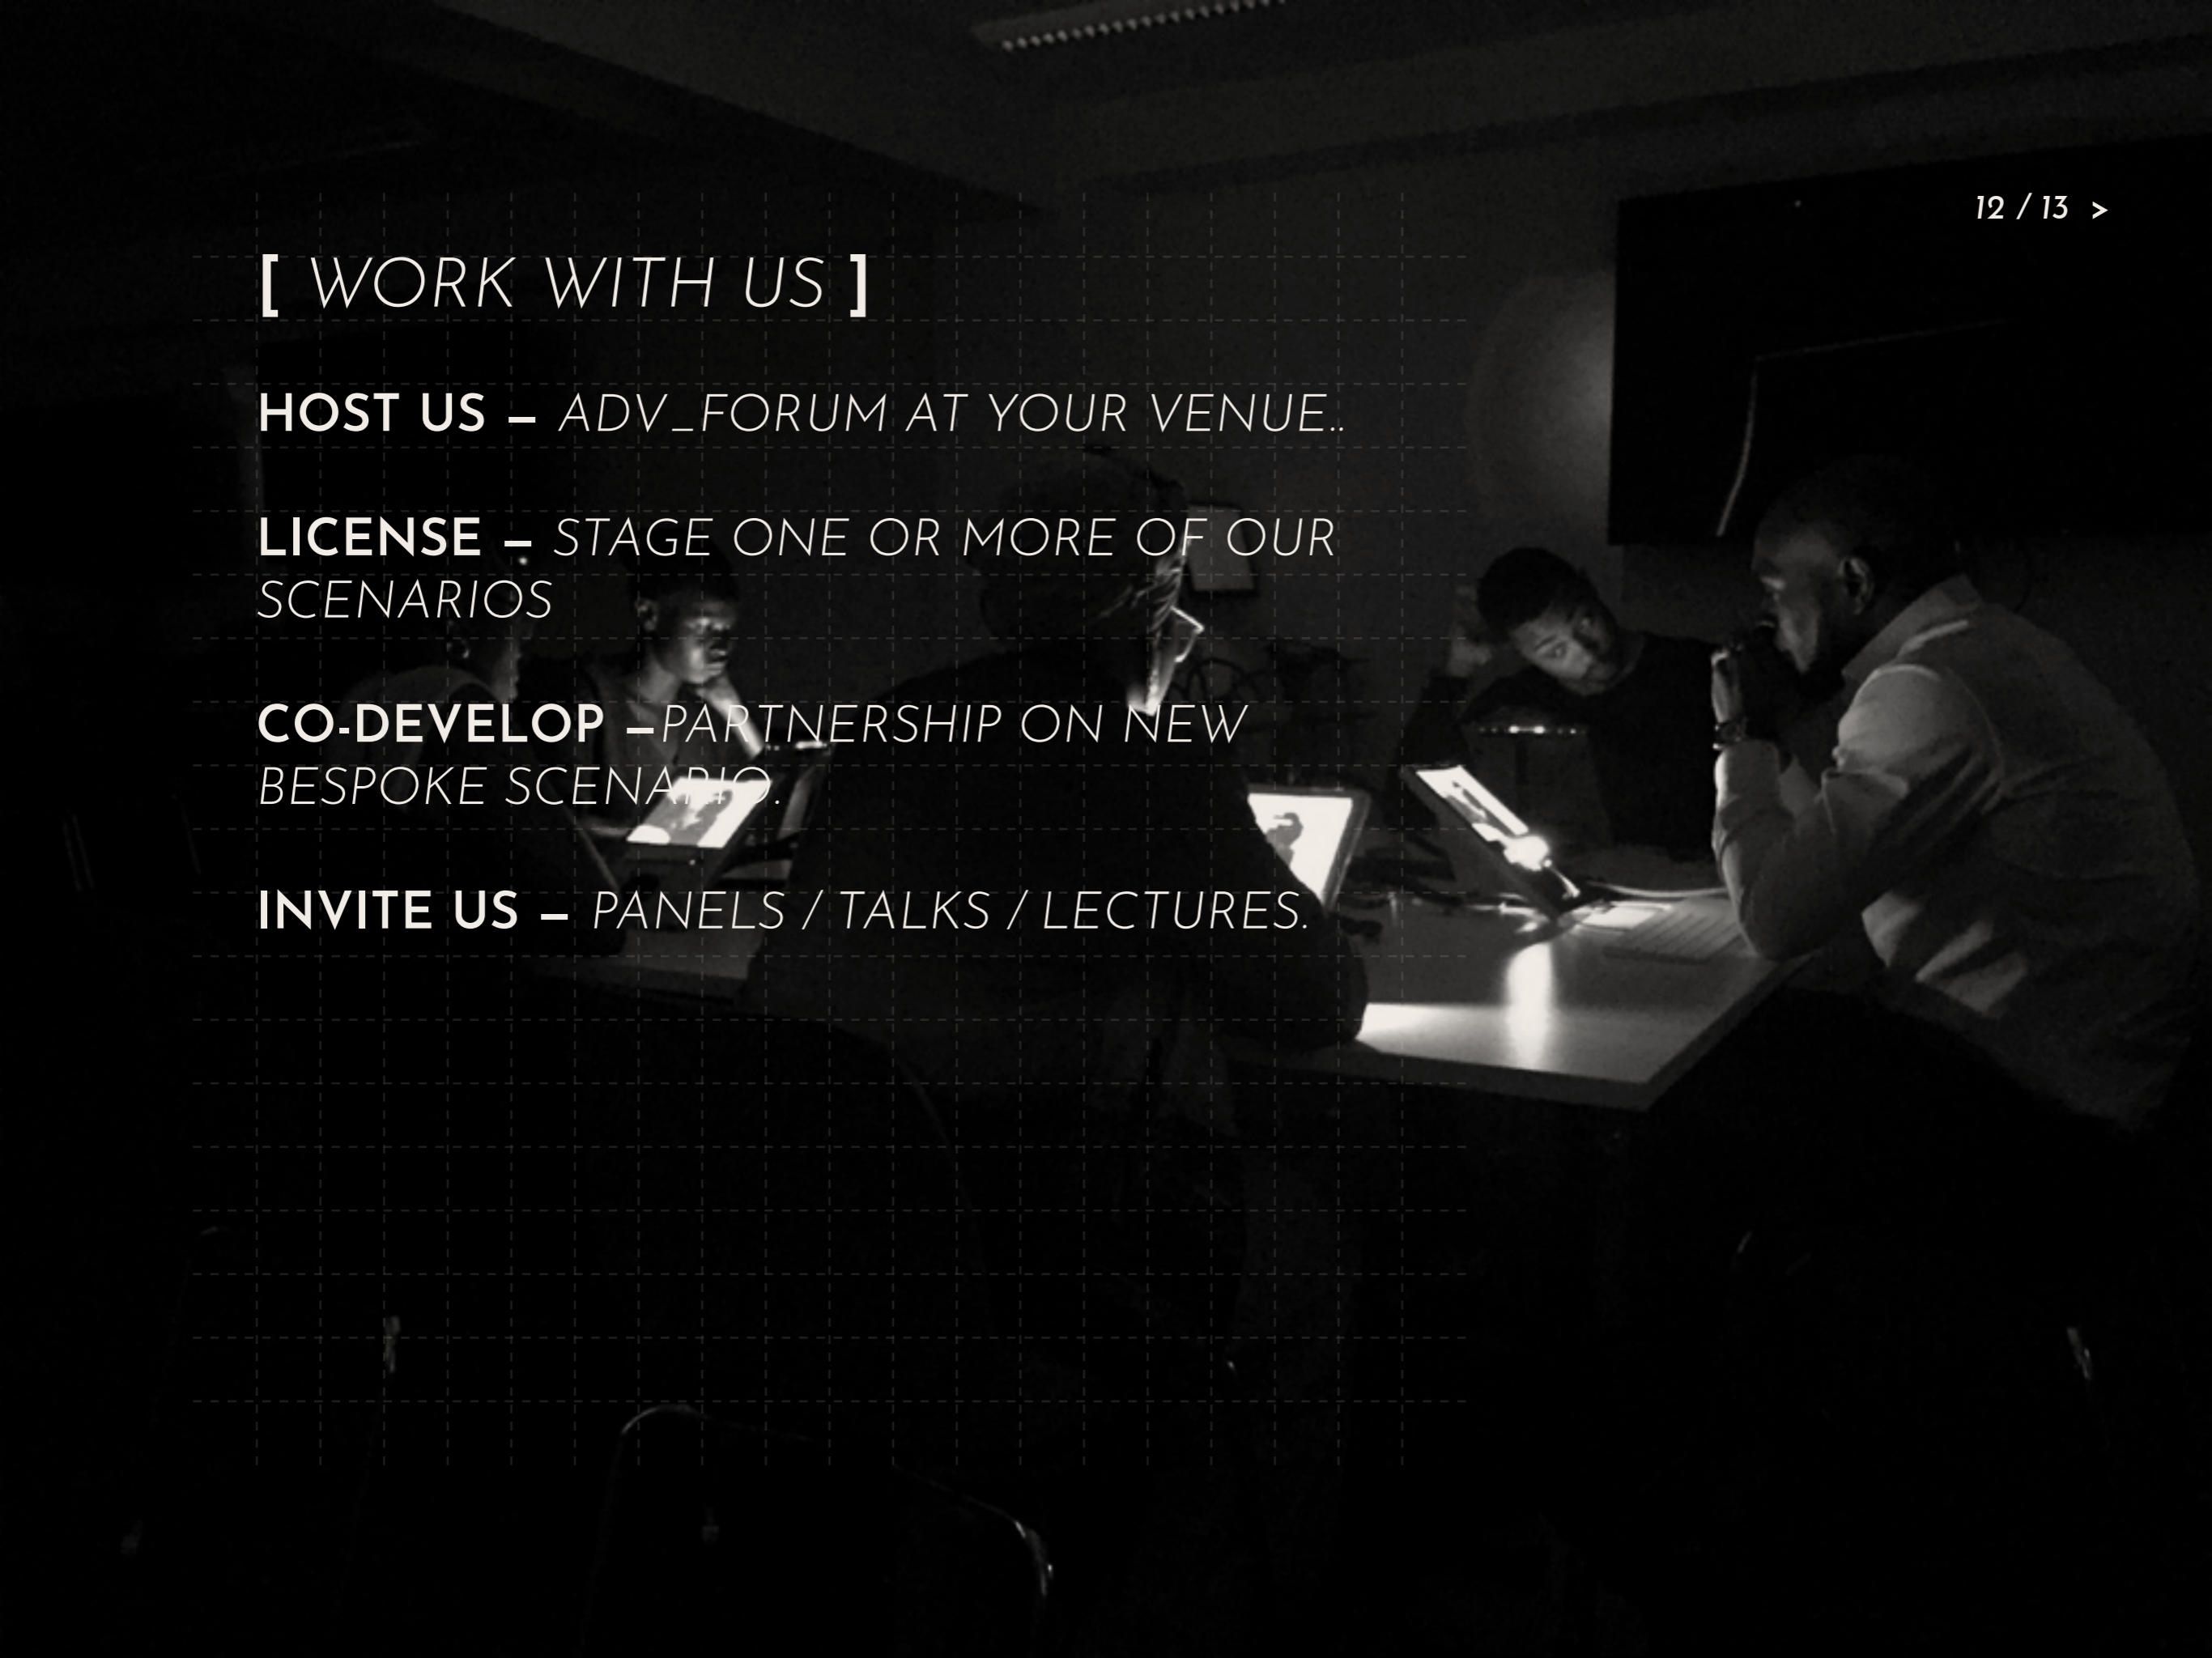 12 / 13 >
[ WORK WITH US ]
HOST US – ADV_FORUM AT YOUR VENUE..
LICENSE – STAGE ONE OR MORE OF OUR
SCENARIOS
CO-DEVELOP –PARTNERSHIP ON NEW
BESPOKE SCENARIO.
INVITE US – PANELS / TALKS / LECTURES.